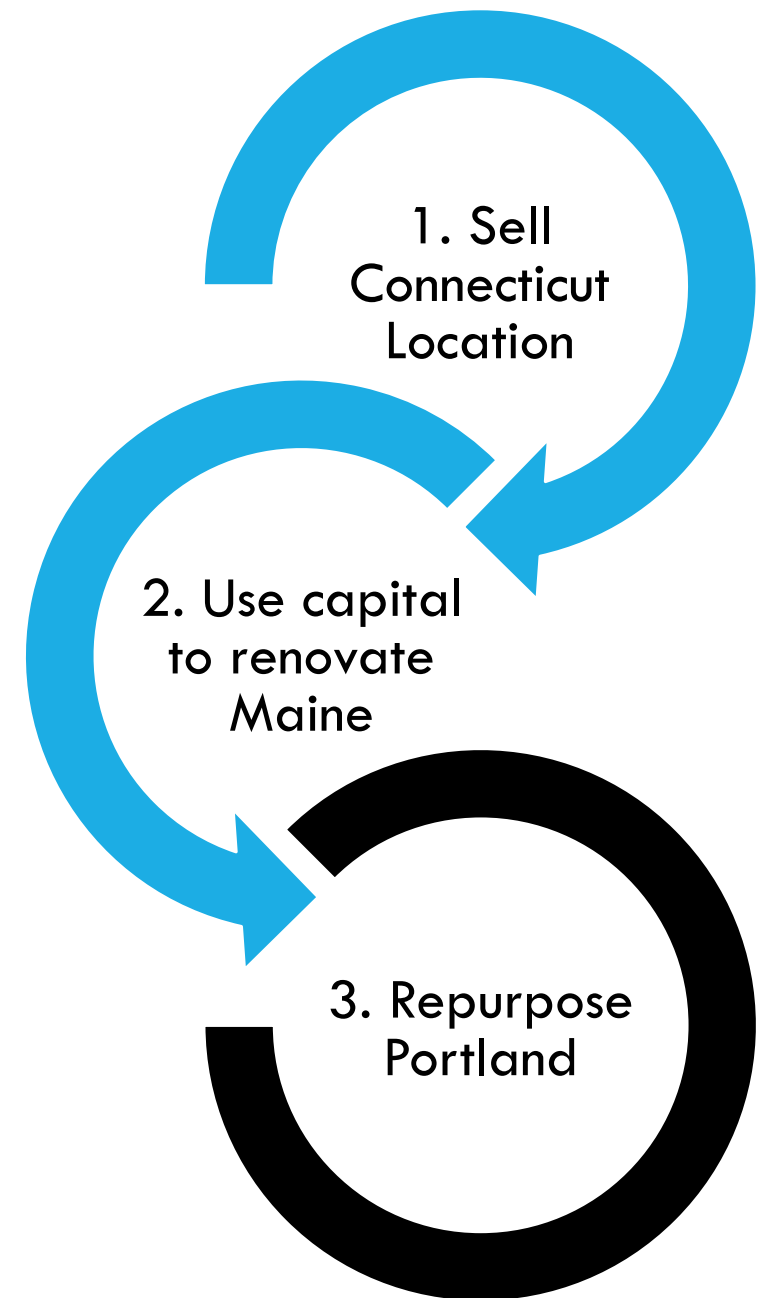 1. Sell
Connecticut
Location
2. Use capital
to renovate
Maine
3. Repurpose
Portland